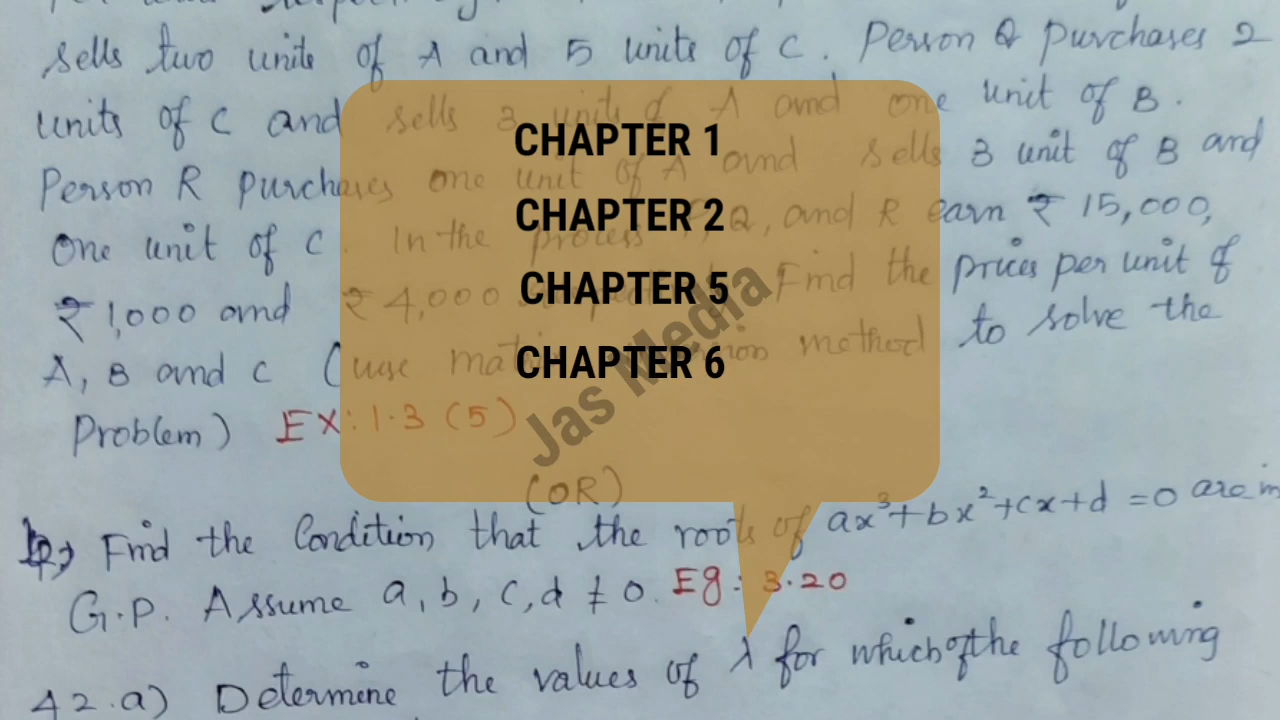 sells two units of A and 5 units of C. Person Q purchases 2
units of C and sells 3 units of A and one unit of B.
Person R purchases one unit of A and sells 3 unit of B and
One unit of C. In the process P, Q, and R earn ₹ 15,000,
₹ 1,000 and ₹ 4,000 Find the prices per unit of
A, B and C (use method to solve the
Problem) EX: 1.3 (5)
(OR)
b) Find the Condition that the roots of ax³+bx²+cx+d =0 are in
G.P. Assume a, b, c, d ≠ 0. Eg: 3.20
42.a) Determine the values of λ for which of the following
CHAPTER 1
CHAPTER 2
CHAPTER 5
CHAPTER 6
Jas Media